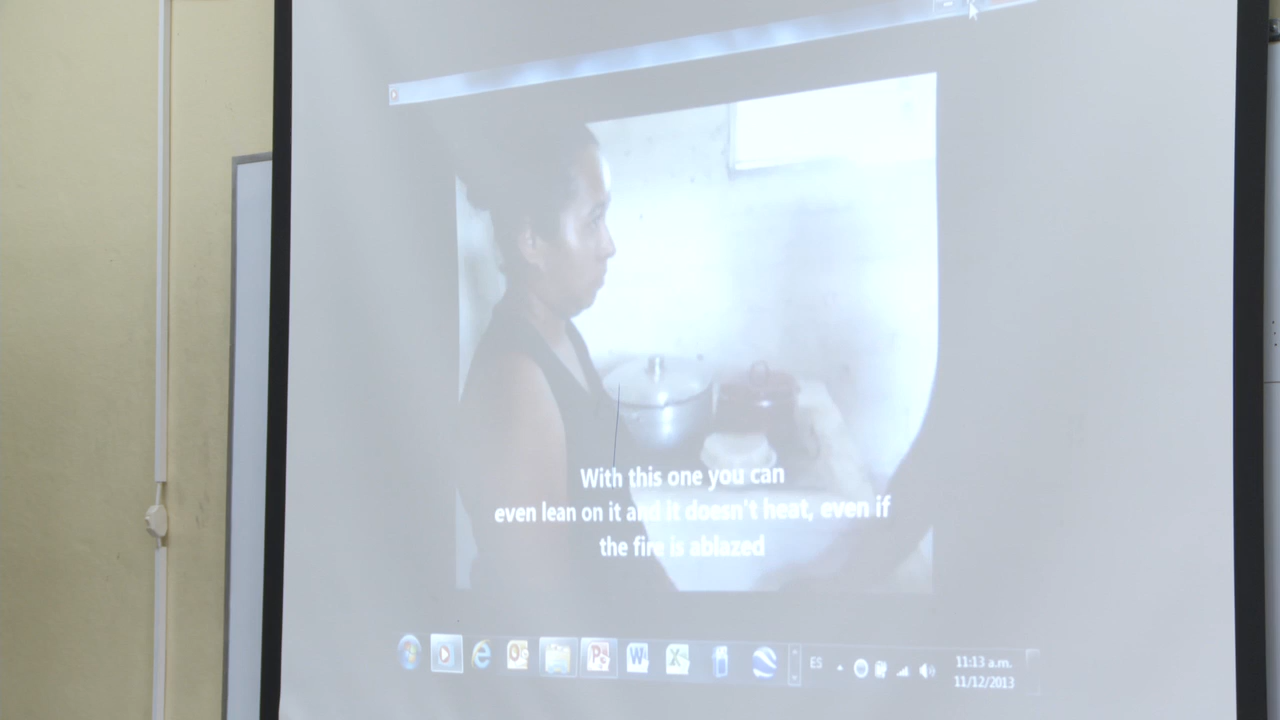 With this one you can
even lean on it and it doesn't heat, even if
the fire is ablazed
ES
11:13 a.m.
11/12/2013